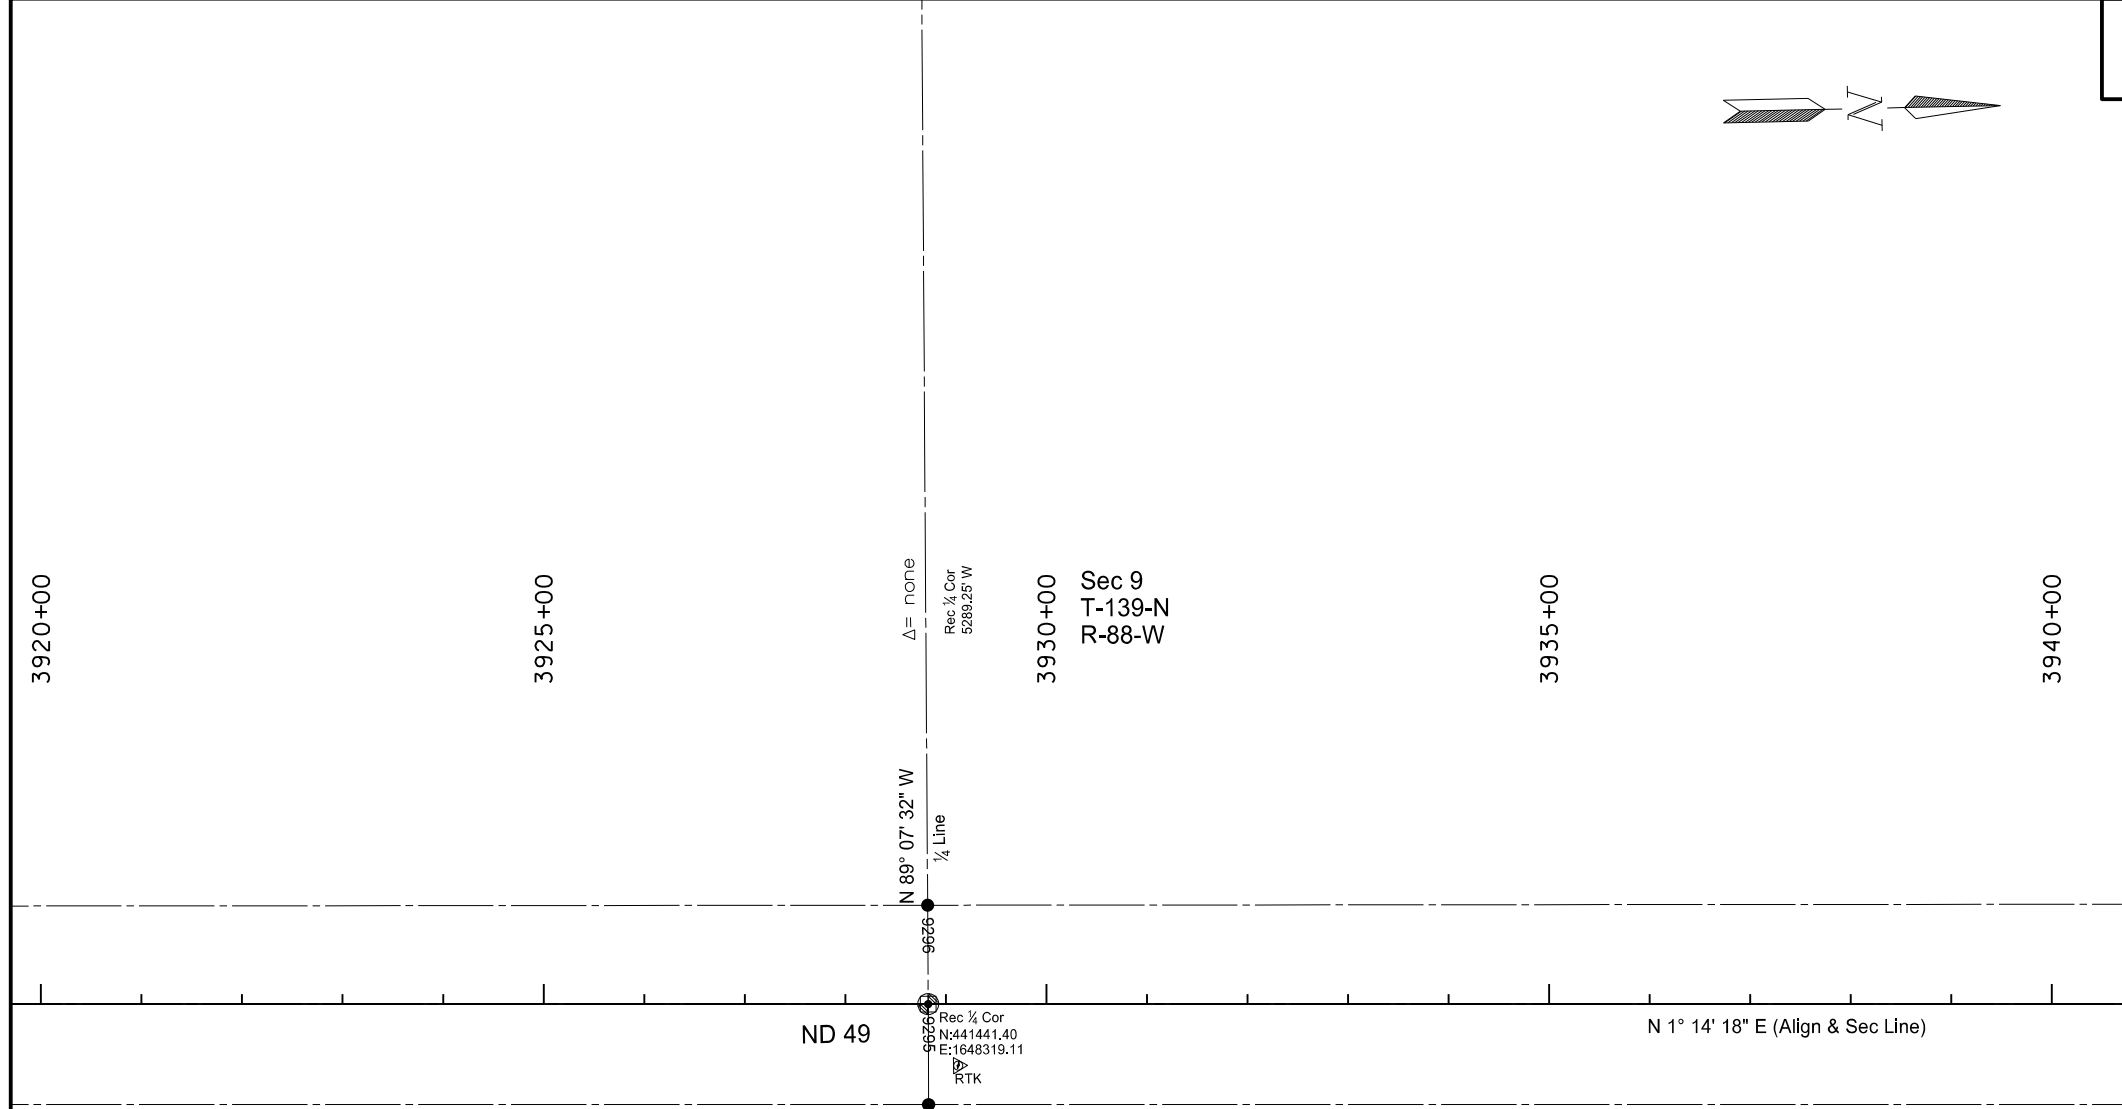 N
3920+00
3925+00
Δ= none
Rec ¼ Cor
5289.25' W
3930+00
Sec 9
T-139-N
R-88-W
3935+00
3940+00
N 89° 07' 32" W
¼ Line
9296
9295
Rec ¼ Cor
N:441441.40
E:1648319.11
RTK
ND 49
N 1° 14' 18" E (Align & Sec Line)